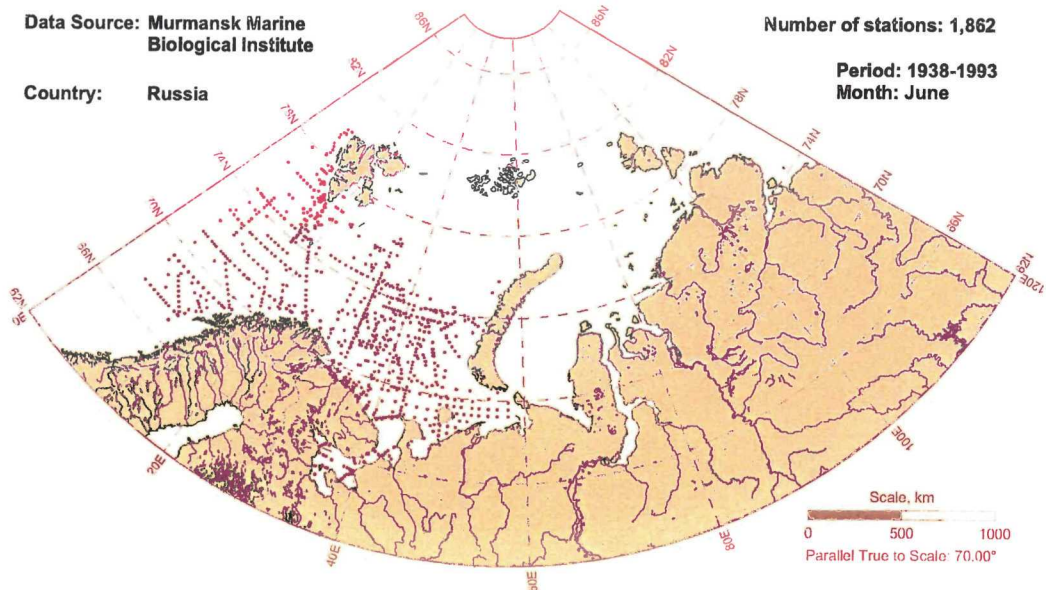 Data Source: Murmansk Marine
Biological Institute
Country: Russia
Number of stations: 1,862
Period: 1938-1993
Month: June
86N
86N
82N
82N
78N
78N
74N
74N
70N
70N
66N
66N
62N
62N
120E
20E
40E
60E
80E
100E
Scale, km
0 500 1000
Parallel True to Scale: 70.00°